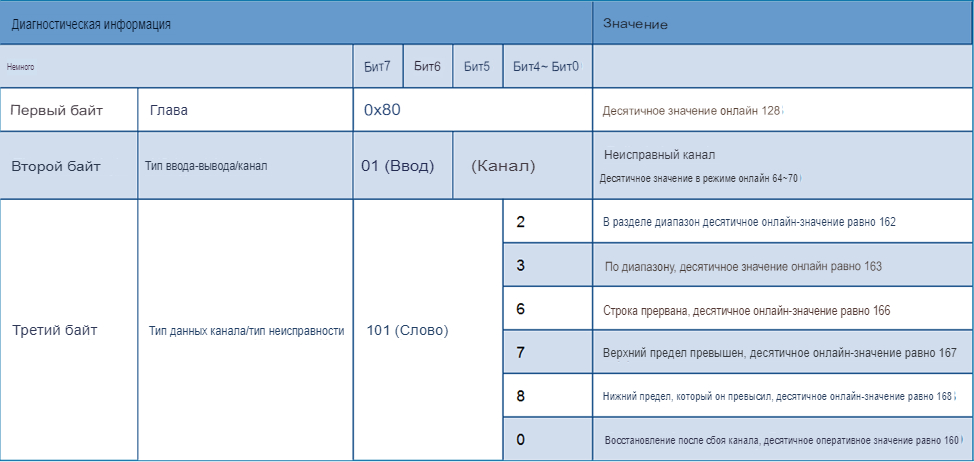 Диагностическая информация Значение
Немного Бит7 Бит6 Бит5 Бит4~ Бит0
Первый байт Глава 0x80 Десятичное значение онлайн 128
Второй байт Тип ввода-вывода/канал 01 (Ввод) (Канал) Неисправный канал
Десятичное значение в режиме онлайн 64~70
2 В разделе диапазон десятичное онлайн-значение равно 162
3 По диапазону, десятичное значение онлайн равно 163
6 Строка прервана, десятичное онлайн-значение равно 166
Третий байт Тип данных канала/тип неисправности 101 (Слово)
7 Верхний предел превышен, десятичное онлайн-значение равно 167
8 Нижний предел, который он превысил, десятичное онлайн-значение равно 168
0 Восстановление после сбоя канала, десятичное оперативное значение равно 160